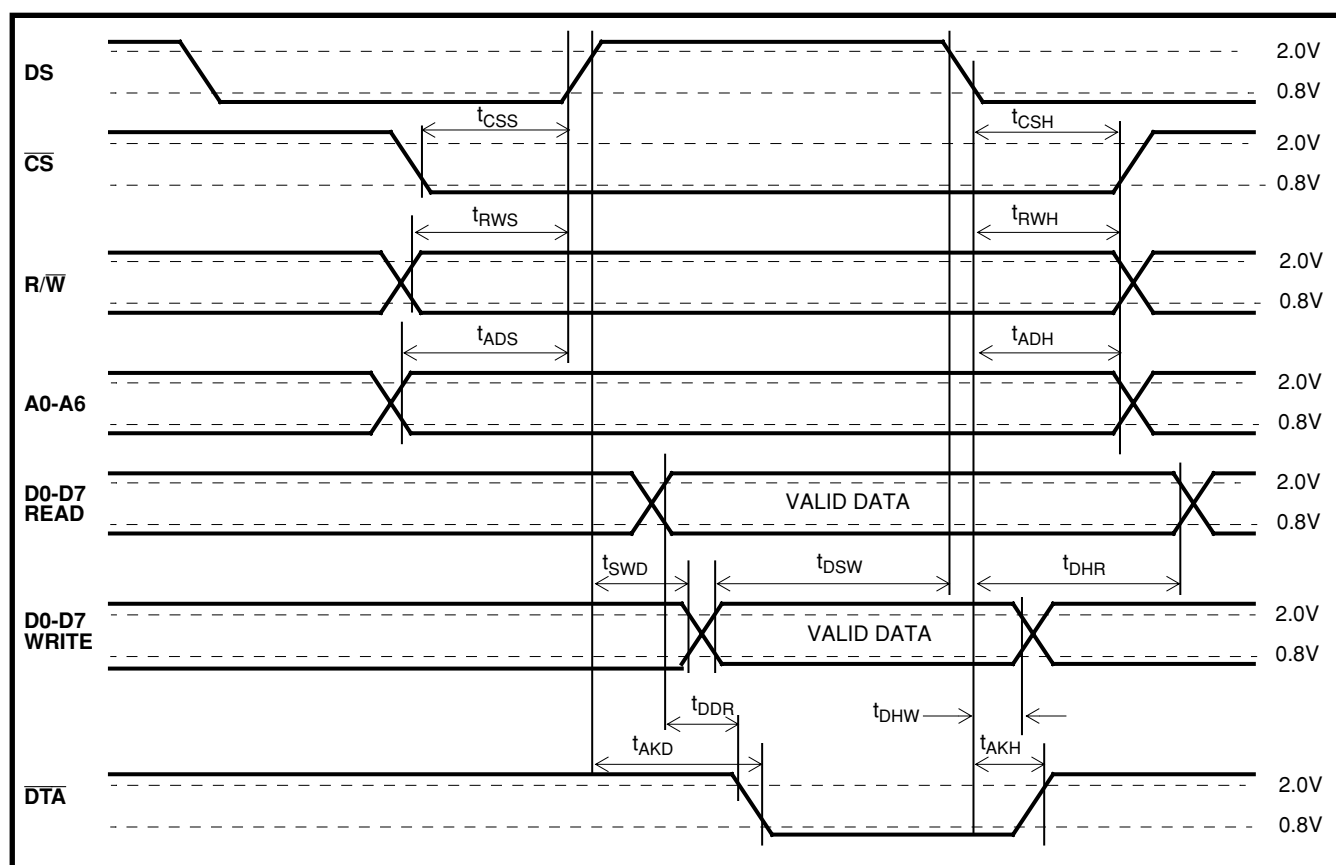 DS
2.0V
0.8V
tCSS
tCSH
CS
2.0V
0.8V
tRWS
tRWH
R/W
2.0V
0.8V
tADS
tADH
A0-A6
2.0V
0.8V
D0-D7
READ
VALID DATA
2.0V
0.8V
tSWD
tDSW
tDHR
D0-D7
WRITE
VALID DATA
2.0V
0.8V
tDDR
tDHW
tAKD
tAKH
DTA
2.0V
0.8V